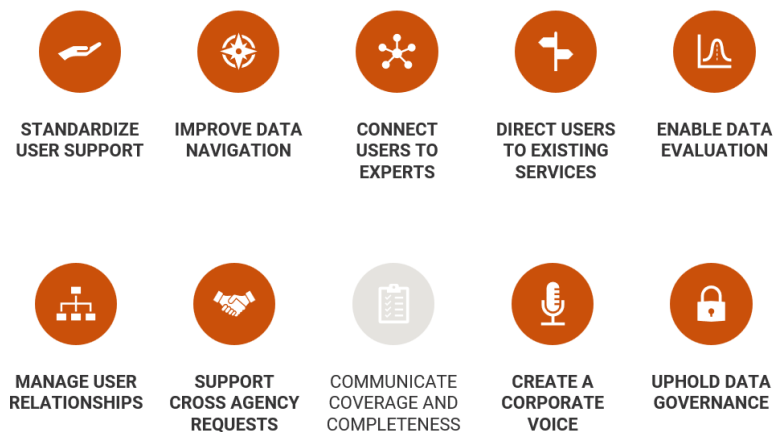 STANDARDIZE
USER SUPPORT
IMPROVE DATA
NAVIGATION
CONNECT
USERS TO
EXPERTS
DIRECT USERS
TO EXISTING
SERVICES
ENABLE DATA
EVALUATION
MANAGE USER
RELATIONSHIPS
SUPPORT
CROSS AGENCY
REQUESTS
COMMUNICATE
COVERAGE AND
COMPLETENESS
CREATE A
CORPORATE
VOICE
UPHOLD DATA
GOVERNANCE